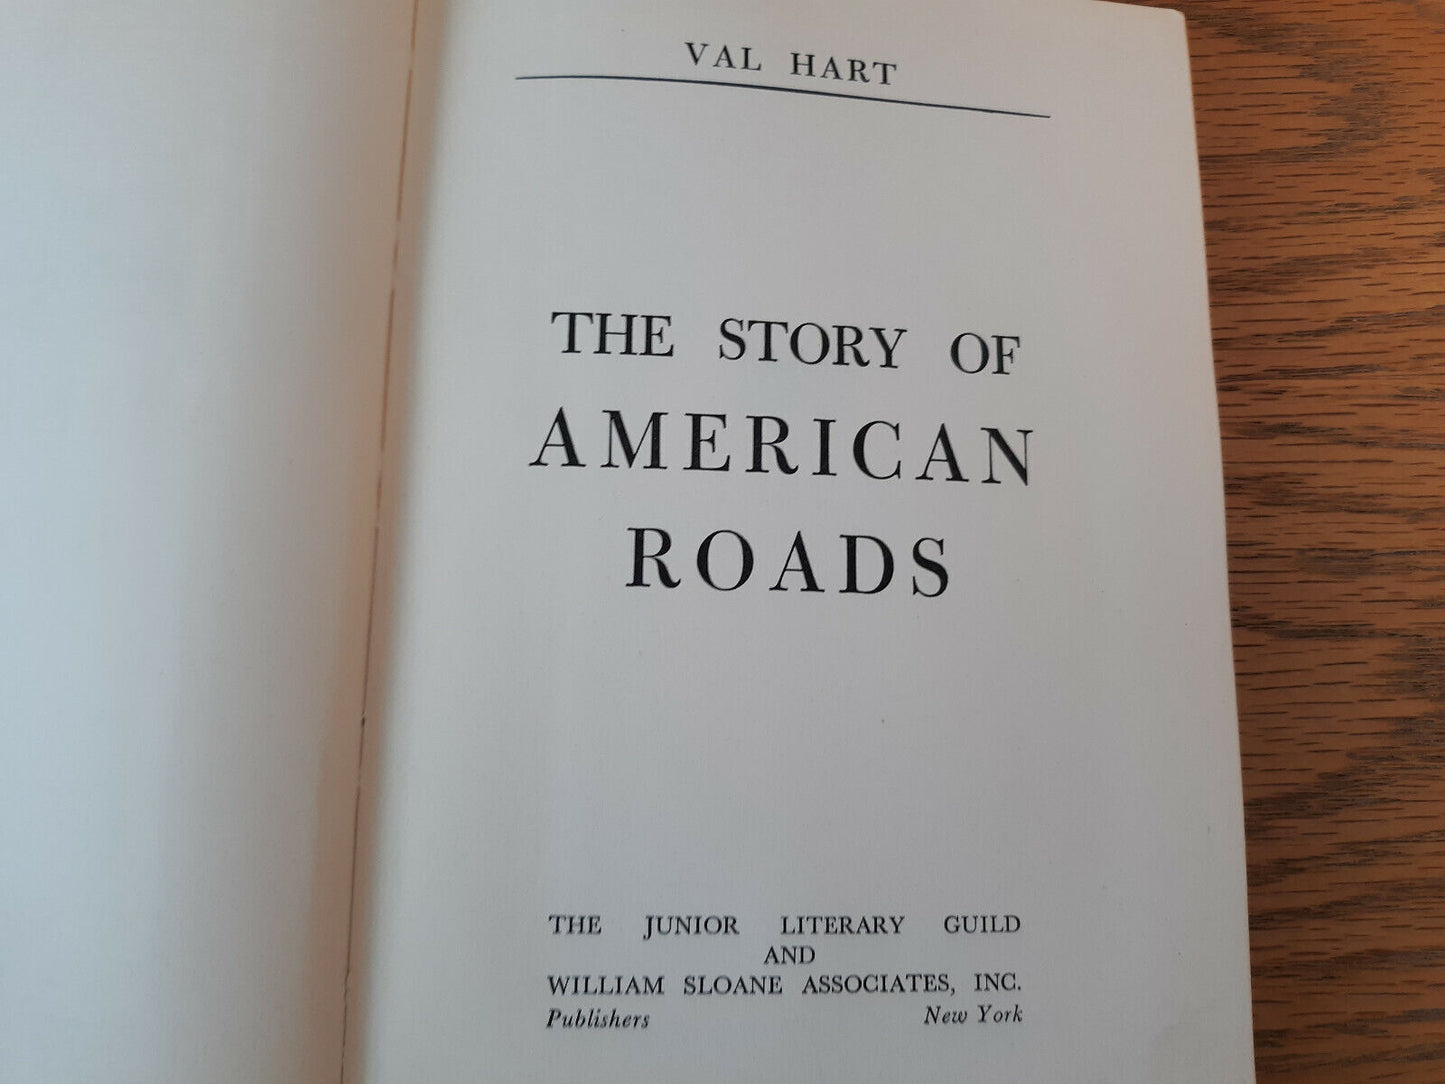 VAL HART
THE STORY OF
AMERICAN
ROADS
THE JUNIOR LITERARY GUILD
AND
WILLIAM SLOANE ASSOCIATES, INC.
Publishers New York